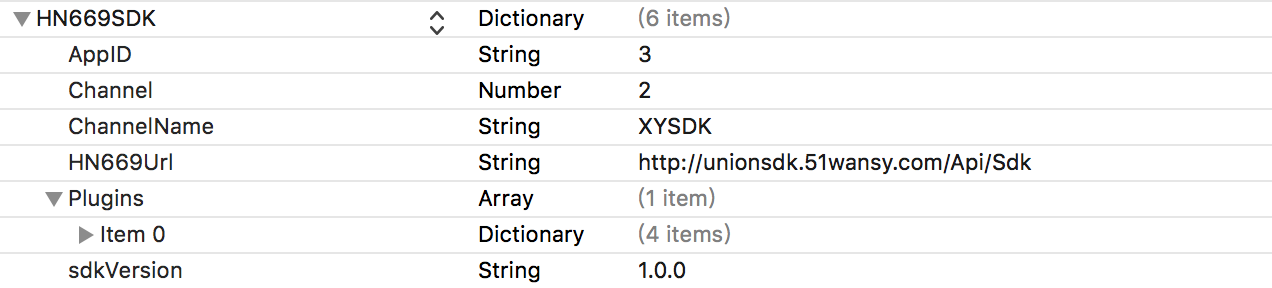 HN669SDK Dictionary (6 items)
AppID String 3
Channel Number 2
ChannelName String XYSDK
HN669Url String http://unionsdk.51wansy.com/Api/Sdk
Plugins Array (1 item)
Item 0 Dictionary (4 items)
sdkVersion String 1.0.0